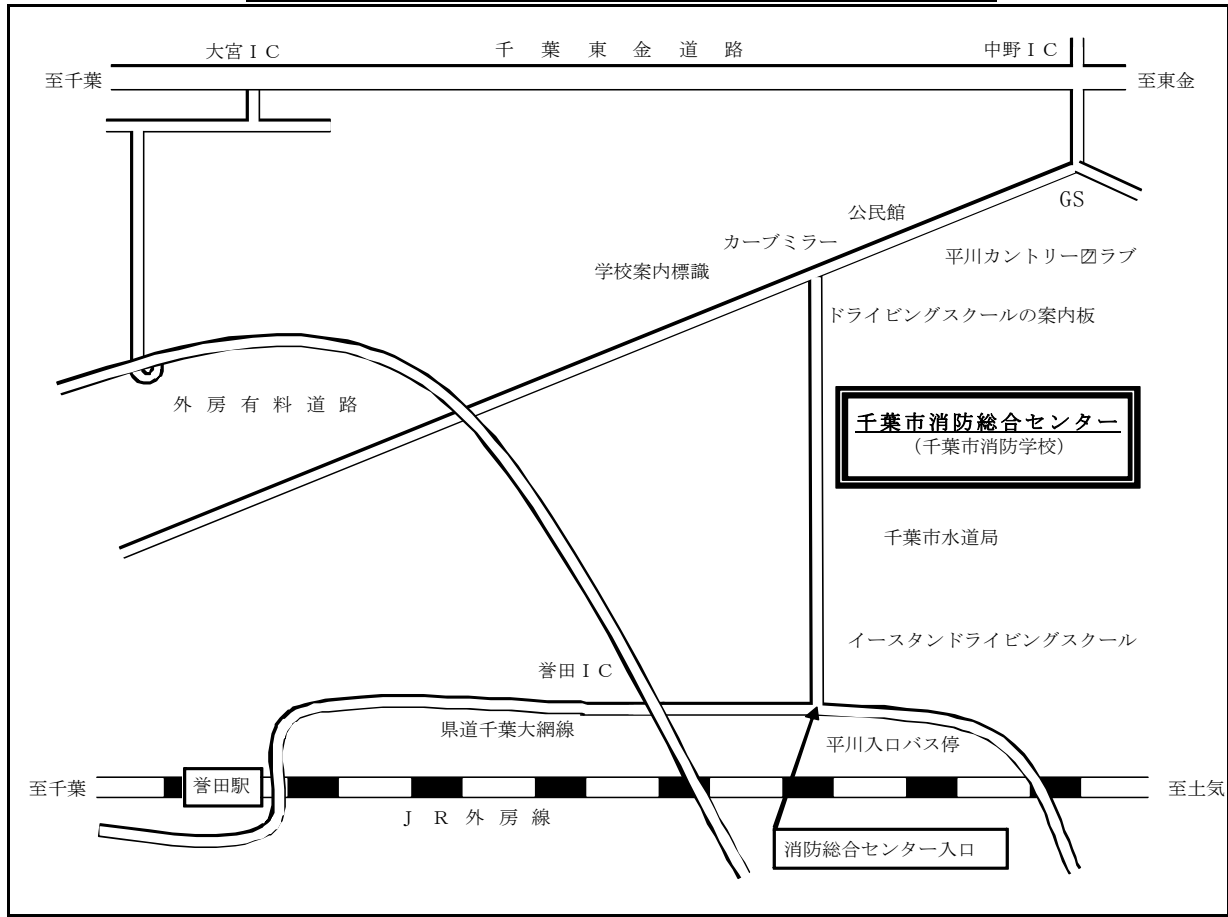 大宮ＩＣ
千葉東金道路
中野ＩＣ
至千葉
至東金
GS
公民館
カーブミラー
平川カントリー〼ラブ
学校案内標識
ドライビングスクールの案内板
外房有料道路
千葉市消防総合センター
（千葉市消防学校）
千葉市水道局
イースタンドライビングスクール
誉田ＩＣ
県道千葉大網線
平川入口バス停
至千葉
誉田駅
至土気
ＪＲ外房線
消防総合センター入口